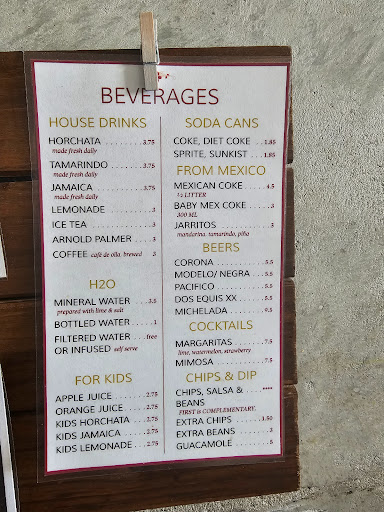 BEVERAGES
HOUSE DRINKS
HORCHATA ........ 3.75
made fresh daily
TAMARINDO ....... 3.75
made fresh daily
JAMAICA ......... 3.75
made fresh daily
LEMONADE ........ 3
ICE TEA ......... 3
ARNOLD PALMER ... 3
COFFEE café de olla, brewed 3
H2O
MINERAL WATER ... 3.5
prepared with lime & salt
BOTTLED WATER .... 1
FILTERED WATER ... free
OR INFUSED self serve
FOR KIDS
APPLE JUICE ...... 2.75
ORANGE JUICE .... 2.75
KIDS HORCHATA ... 2.75
KIDS JAMAICA .... 2.75
KIDS LEMONADE ... 2.75
SODA CANS
COKE, DIET COKE ... 1.85
SPRITE, SUNKIST ... 1.85
FROM MEXICO
MEXICAN COKE ...... 4.5
½ LITTER
BABY MEX COKE ..... 3
300 ML
JARRITOS .......... 3
mandarina, tamarindo, piña
BEERS
CORONA ........... 5.5
MODELO/ NEGRA .... 5.5
PACIFICO ......... 5.5
DOS EQUIS XX ..... 5.5
MICHELADA ........ 9.5
COCKTAILS
MARGARITAS ....... 7.5
lime, watermelon, strawberry
MIMOSA ........... 7.5
CHIPS & DIP
CHIPS, SALSA & ... ****
BEANS
FIRST is COMPLEMENTARY.
EXTRA CHIPS ...... 3.50
EXTRA BEANS ...... 3
GUACAMOLE ........ 5